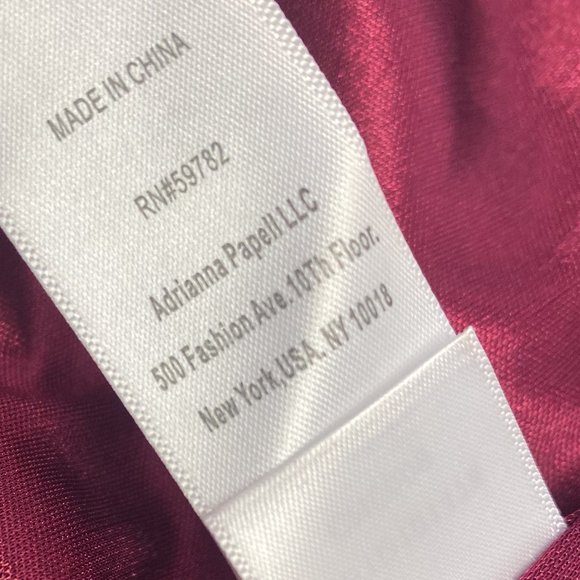 MADE IN CHINA
RN#59782
Adrianna Papell LLC
500 Fashion Ave. 10Th Floor.
New York,USA, NY 10018